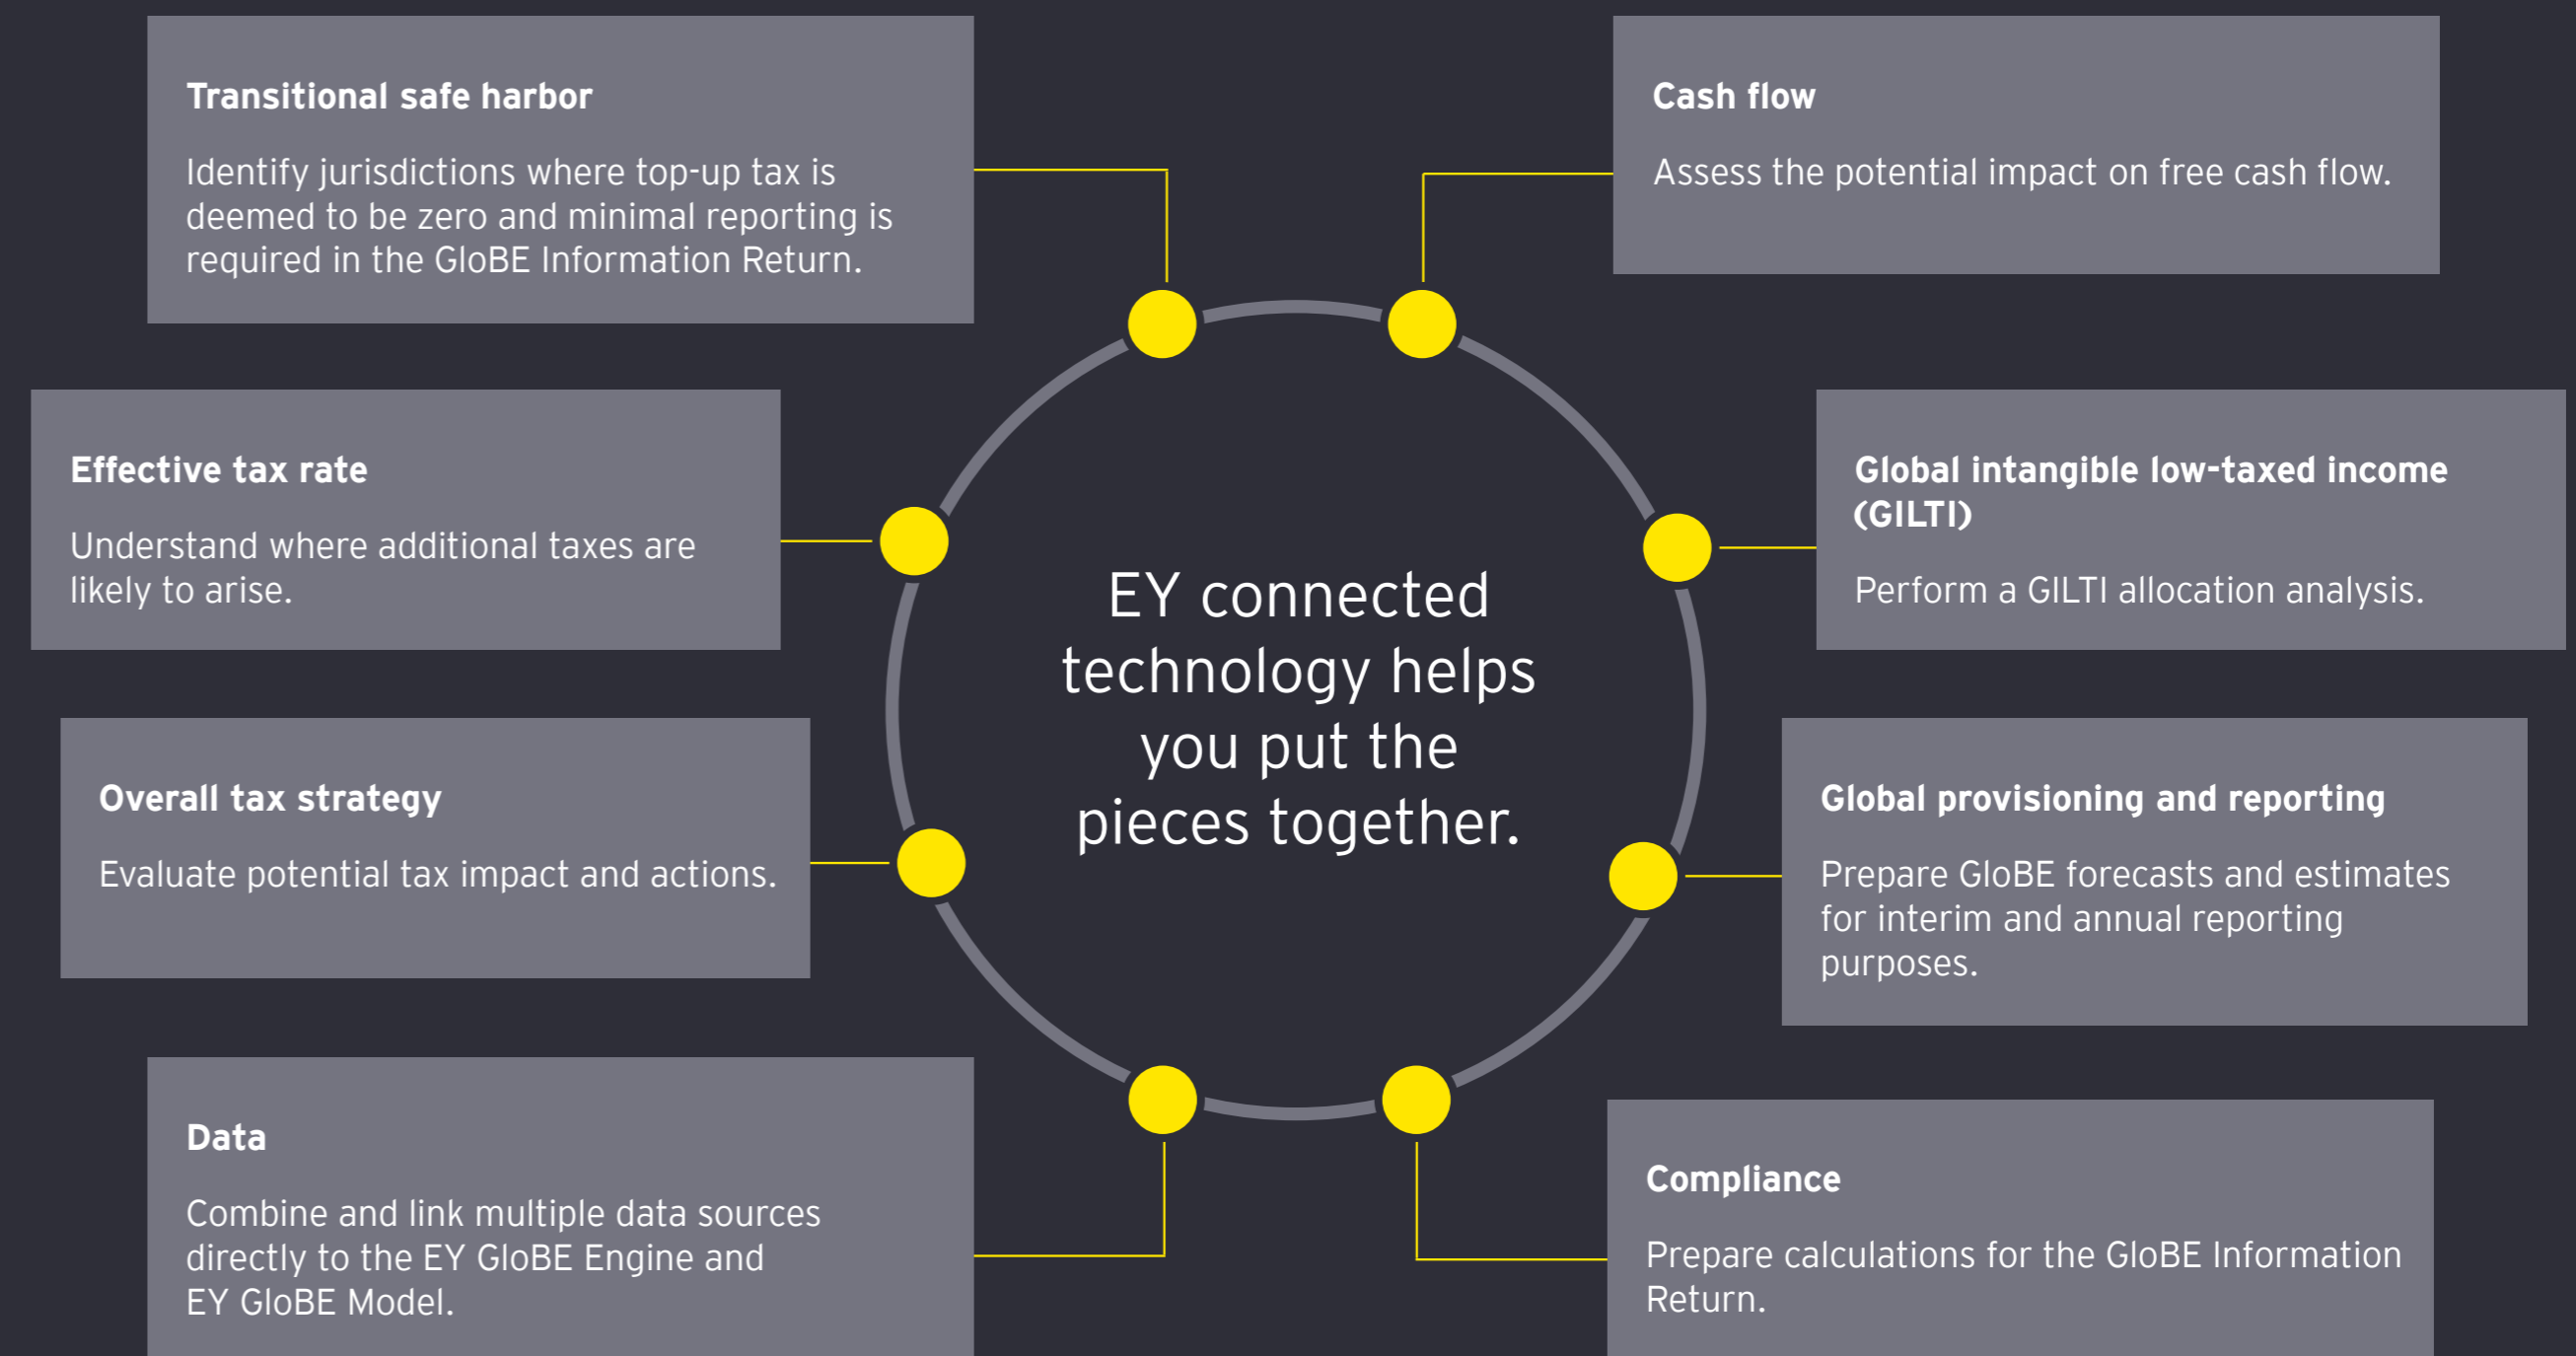 Transitional safe harbor
Identify jurisdictions where top-up tax is
deemed to be zero and minimal reporting is
required in the GloBE Information Return.
Effective tax rate
Understand where additional taxes are
likely to arise.
Overall tax strategy
Evaluate potential tax impact and actions.
Data
Combine and link multiple data sources
directly to the EY GloBE Engine and
EY GloBE Model.
EY connected
technology helps
you put the
pieces together.
Cash flow
Assess the potential impact on free cash flow.
Global intangible low-taxed income
(GILTI)
Perform a GILTI allocation analysis.
Global provisioning and reporting
Prepare GloBE forecasts and estimates
for interim and annual reporting
purposes.
Compliance
Prepare calculations for the GloBE Information
Return.